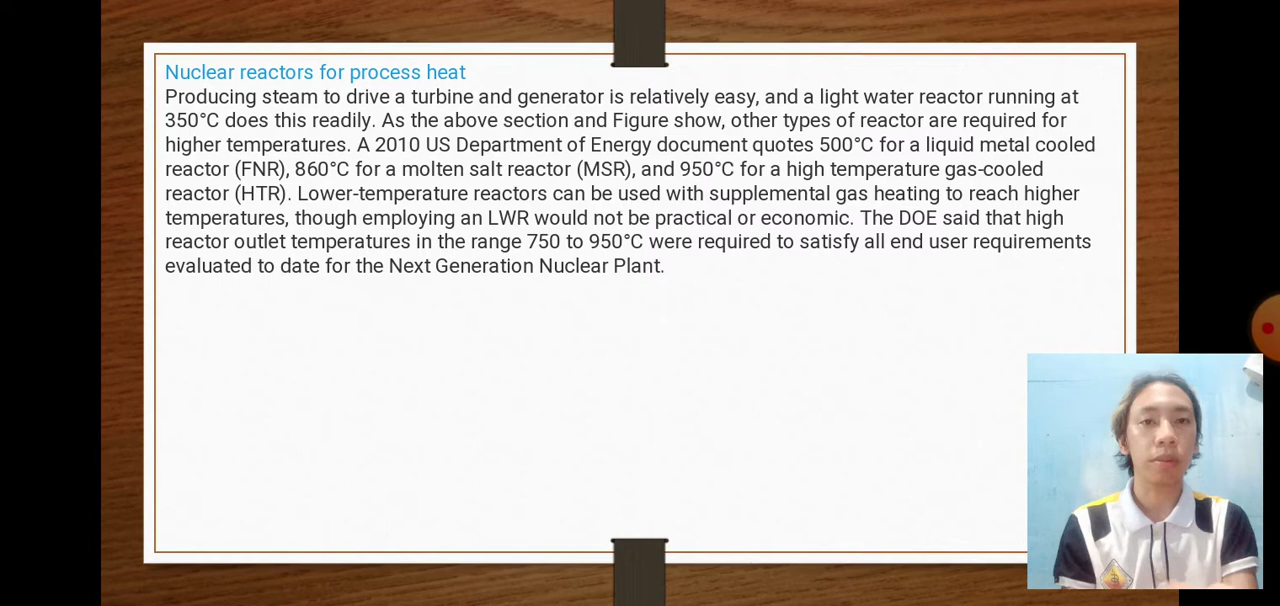 Nuclear reactors for process heat
Producing steam to drive a turbine and generator is relatively easy, and a light water reactor running at
350°C does this readily. As the above section and Figure show, other types of reactor are required for
higher temperatures. A 2010 US Department of Energy document quotes 500°C for a liquid metal cooled
reactor (FNR), 860°C for a molten salt reactor (MSR), and 950°C for a high temperature gas-cooled
reactor (HTR). Lower-temperature reactors can be used with supplemental gas heating to reach higher
temperatures, though employing an LWR would not be practical or economic. The DOE said that high
reactor outlet temperatures in the range 750 to 950°C were required to satisfy all end user requirements
evaluated to date for the Next Generation Nuclear Plant.